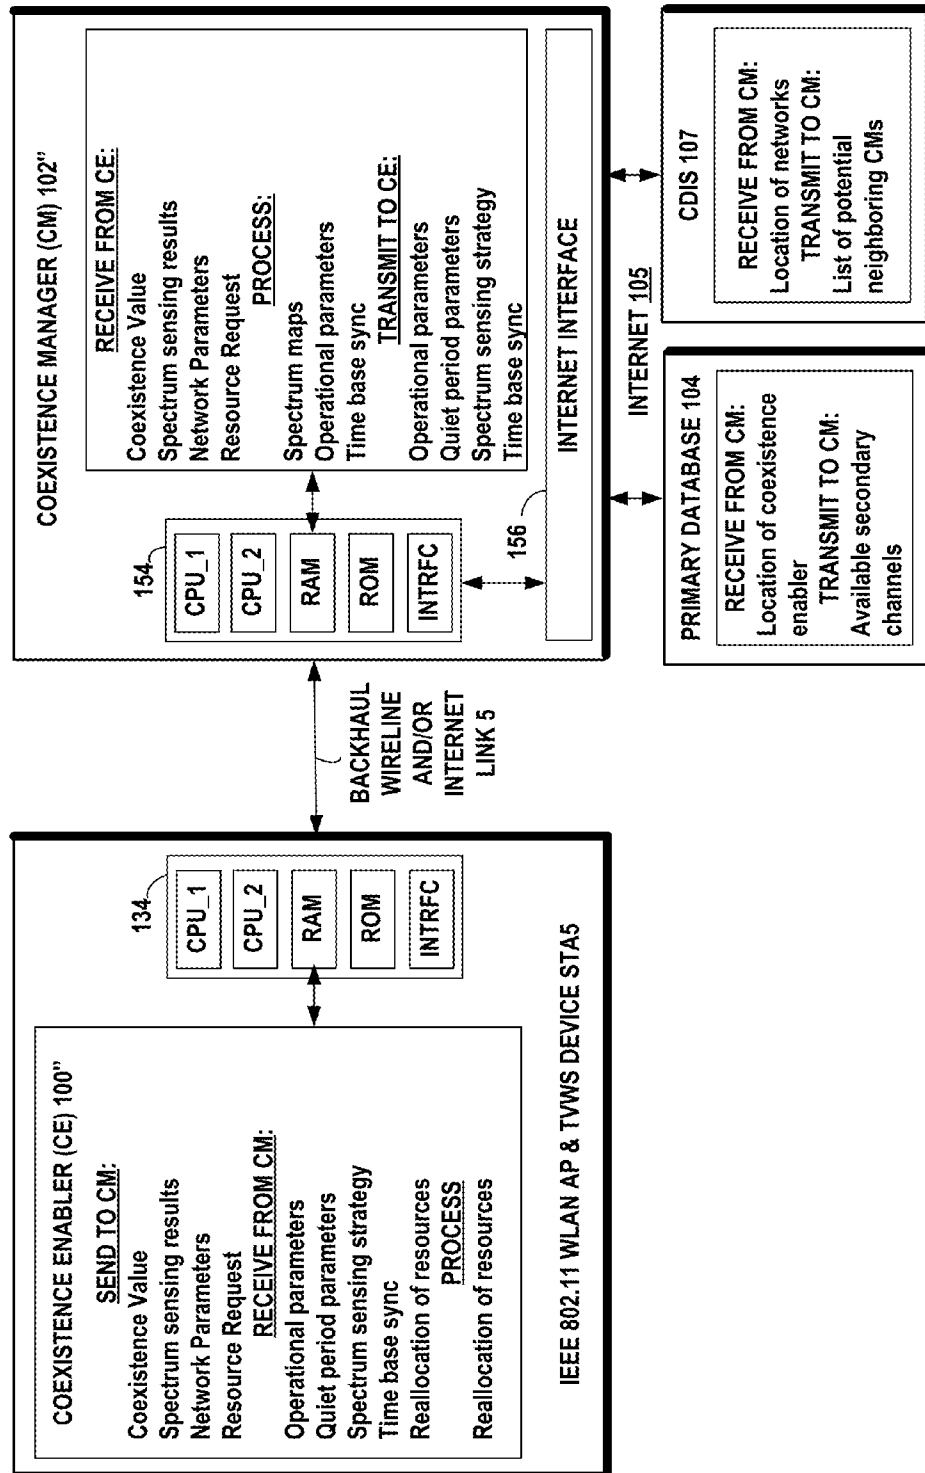 COEXISTENCE ENABLER (CE) 100”
SEND TO CM:
Coexistence Value
Spectrum sensing results
Network Parameters
Resource Request
RECEIVE FROM CM:
Operational parameters
Quiet period parameters
Spectrum sensing strategy
Time base sync
Reallocation of resources
PROCESS
Reallocation of resources
134
CPU_1
CPU_2
RAM
ROM
INTRFC
IEEE 802.11 WLAN AP & TVWS DEVICE STA5
BACKHAUL
WIRELINE
AND/OR
INTERNET
LINK 5
COEXISTENCE MANAGER (CM) 102”
154
CPU_1
CPU_2
RAM
ROM
INTRFC
RECEIVE FROM CE:
Coexistence Value
Spectrum sensing results
Network Parameters
Resource Request
PROCESS:
Spectrum maps
Operational parameters
Time base sync
TRANSMIT TO CE:
Operational parameters
Quiet period parameters
Spectrum sensing strategy
Time base sync
156
INTERNET INTERFACE
INTERNET 105
PRIMARY DATABASE 104
RECEIVE FROM CM:
Location of coexistence
enabler
TRANSMIT TO CM:
Available secondary
channels
CDIS 107
RECEIVE FROM CM:
Location of networks
TRANSMIT TO CM:
List of potential
neighboring CMs